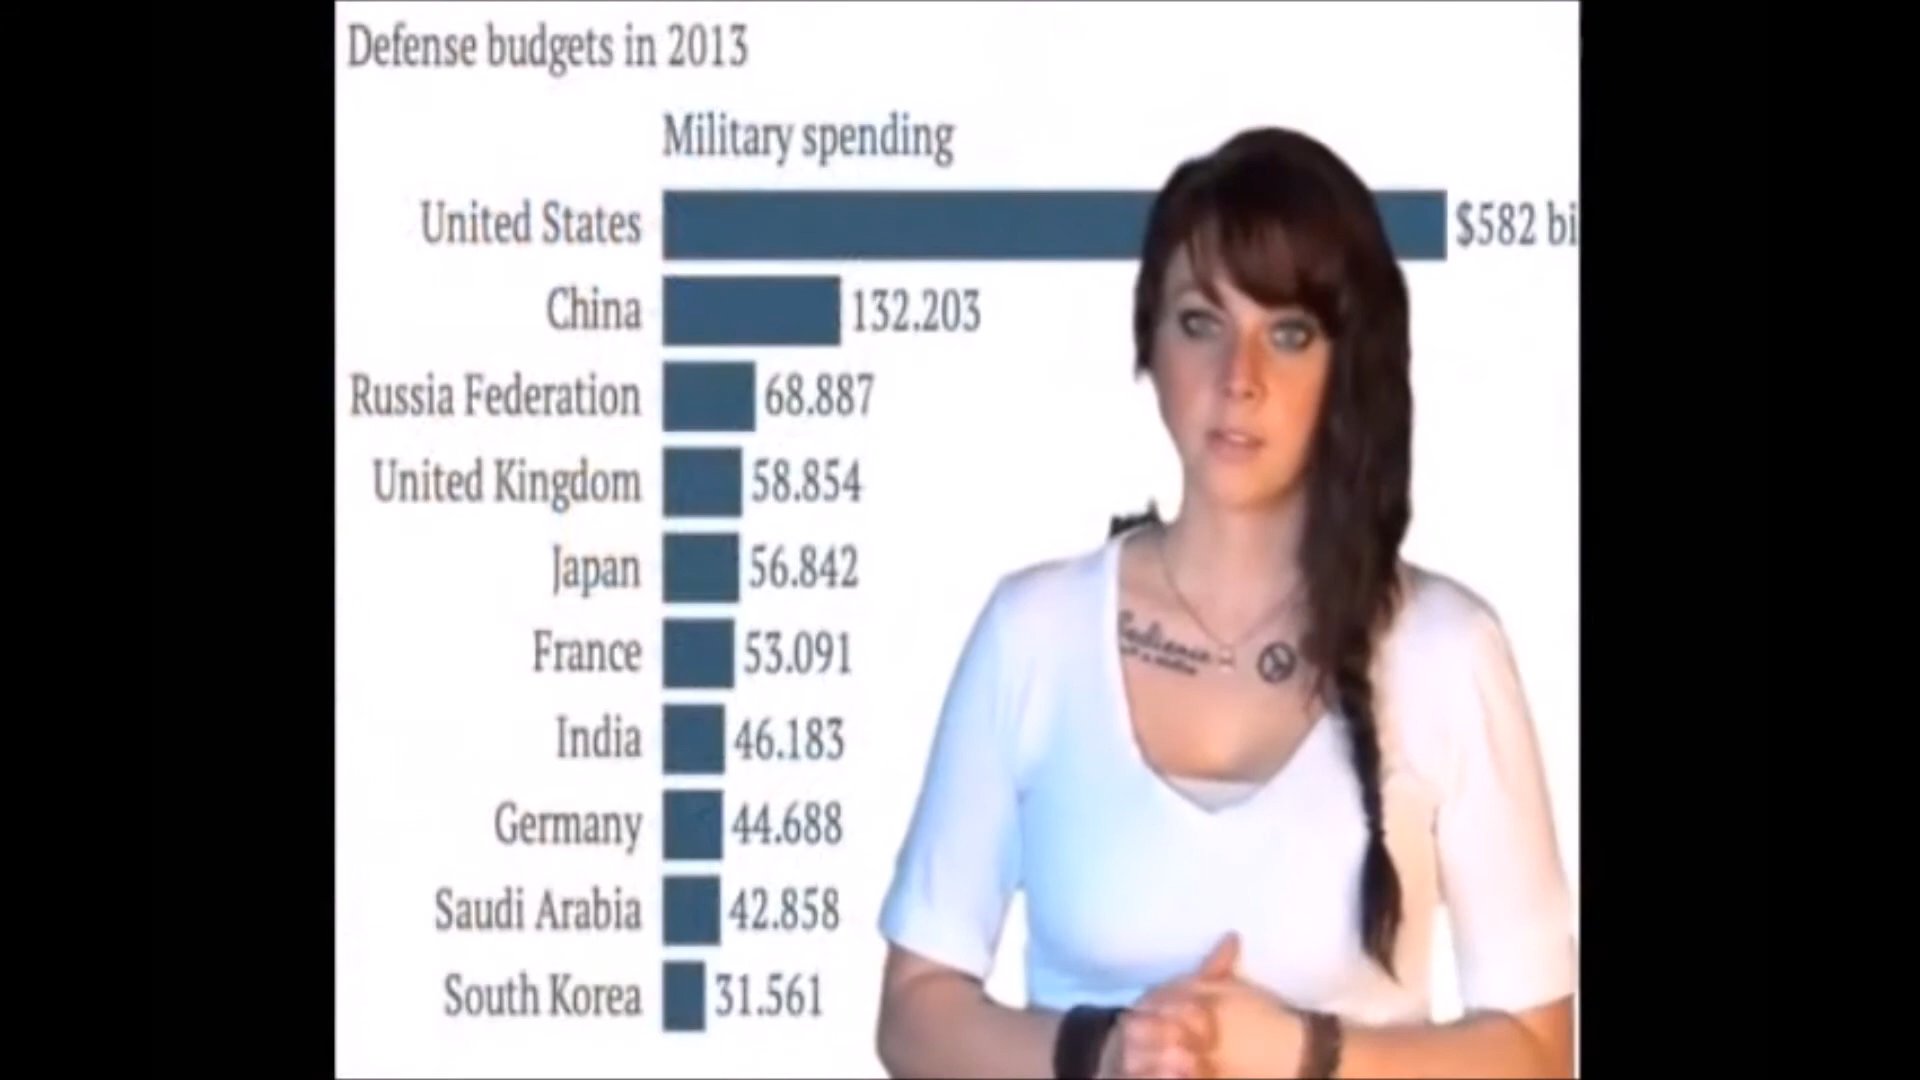 Defense budgets in 2013
Military spending
United States $582 bi
China 132.203
Russia Federation 68.887
United Kingdom 58.854
Japan 56.842
France 53.091
India 46.183
Germany 44.688
Saudi Arabia 42.858
South Korea 31.561